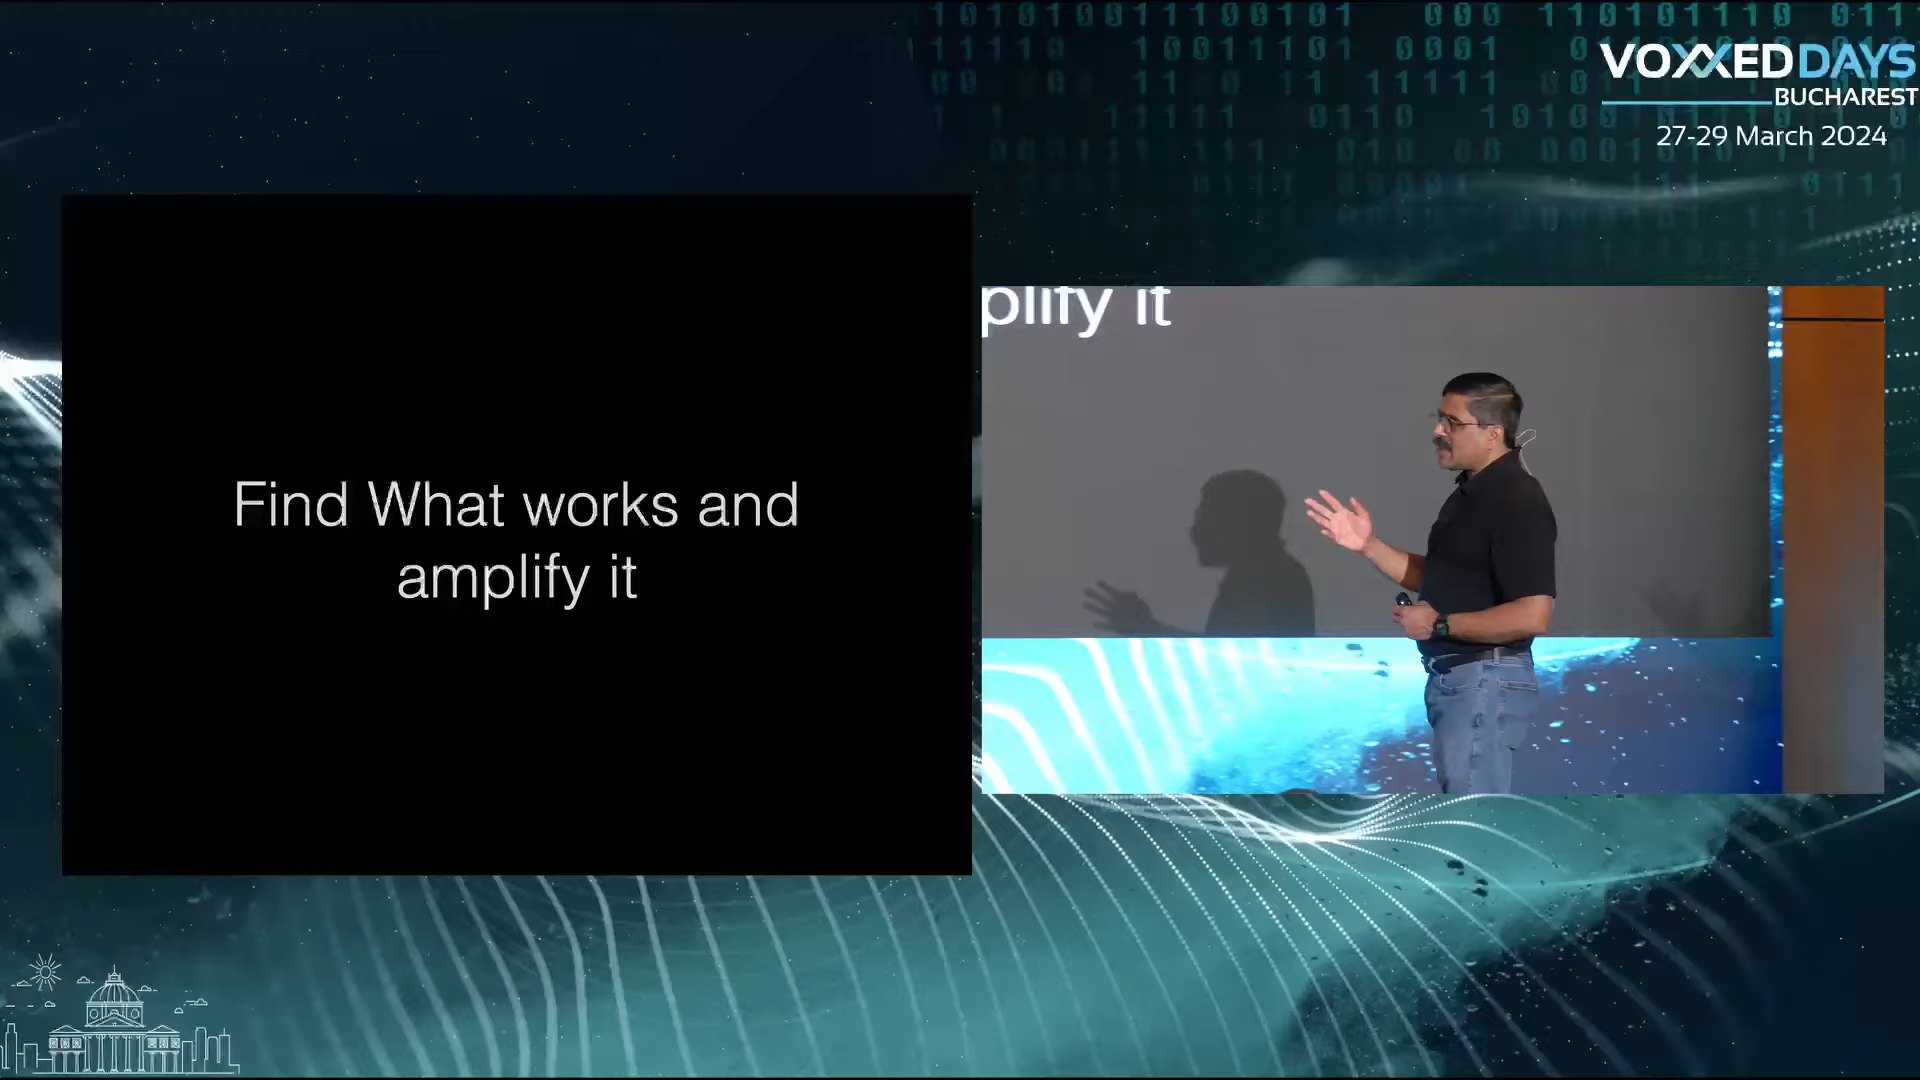 VOXXEDDAYS
BUCHAREST
27-29 March 2024
Find What works and
amplify it
plify it